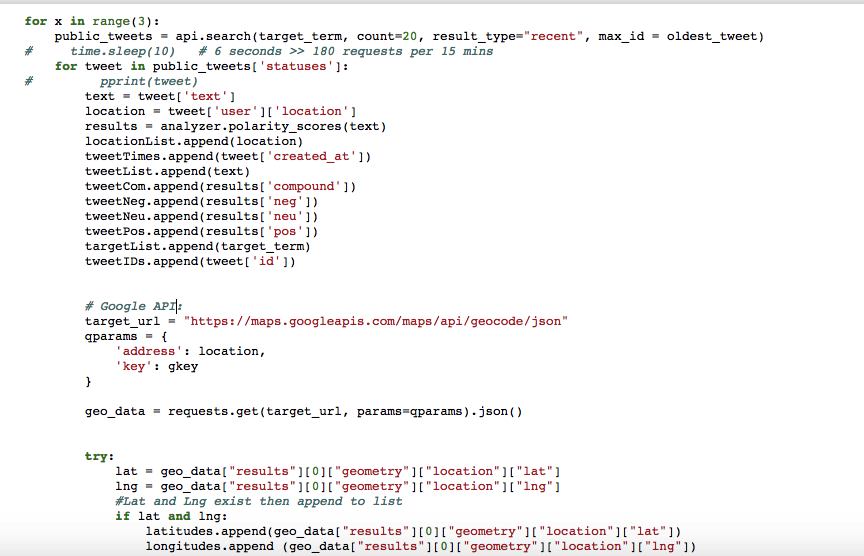 for x in range(3):
    public_tweets = api.search(target_term, count=20, result_type="recent", max_id = oldest_tweet)
#     time.sleep(10)   # 6 seconds >> 180 requests per 15 mins
    for tweet in public_tweets['statuses']:
#         pprint(tweet)
        text = tweet['text']
        location = tweet['user']['location']
        results = analyzer.polarity_scores(text)
        locationList.append(location)
        tweetTimes.append(tweet['created_at'])
        tweetList.append(text)
        tweetCom.append(results['compound'])
        tweetNeg.append(results['neg'])
        tweetNeu.append(results['neu'])
        tweetPos.append(results['pos'])
        targetList.append(target_term)
        tweetIDs.append(tweet['id'])
        # Google API:
        target_url = "https://maps.googleapis.com/maps/api/geocode/json"
        qparams = {
            'address': location,
            'key': gkey
        }
        geo_data = requests.get(target_url, params=qparams).json()
        try:
            lat = geo_data["results"][0]["geometry"]["location"]["lat"]
            lng = geo_data["results"][0]["geometry"]["location"]["lng"]
            #Lat and Lng exist then append to list
            if lat and lng:
                latitudes.append(geo_data["results"][0]["geometry"]["location"]["lat"])
                longitudes.append (geo_data["results"][0]["geometry"]["location"]["lng"])